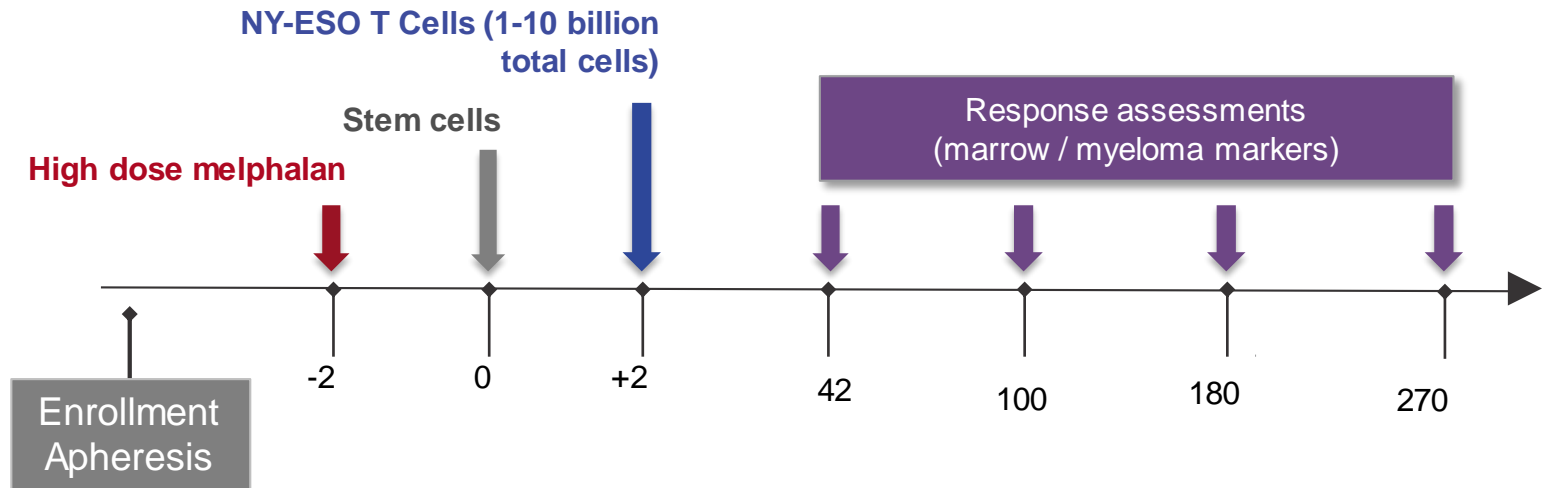 NY-ESO T Cells (1-10 billion
total cells)
Stem cells
High dose melphalan
Response assessments
(marrow / myeloma markers)
-2
0
+2
42
100
180
270
Enrollment
Apheresis